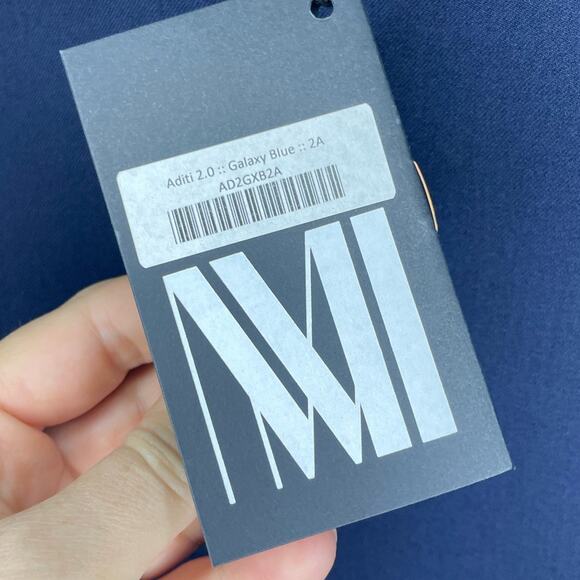 Aditi 2.0 :: Galaxy Blue :: 2A
AD2GXB2A